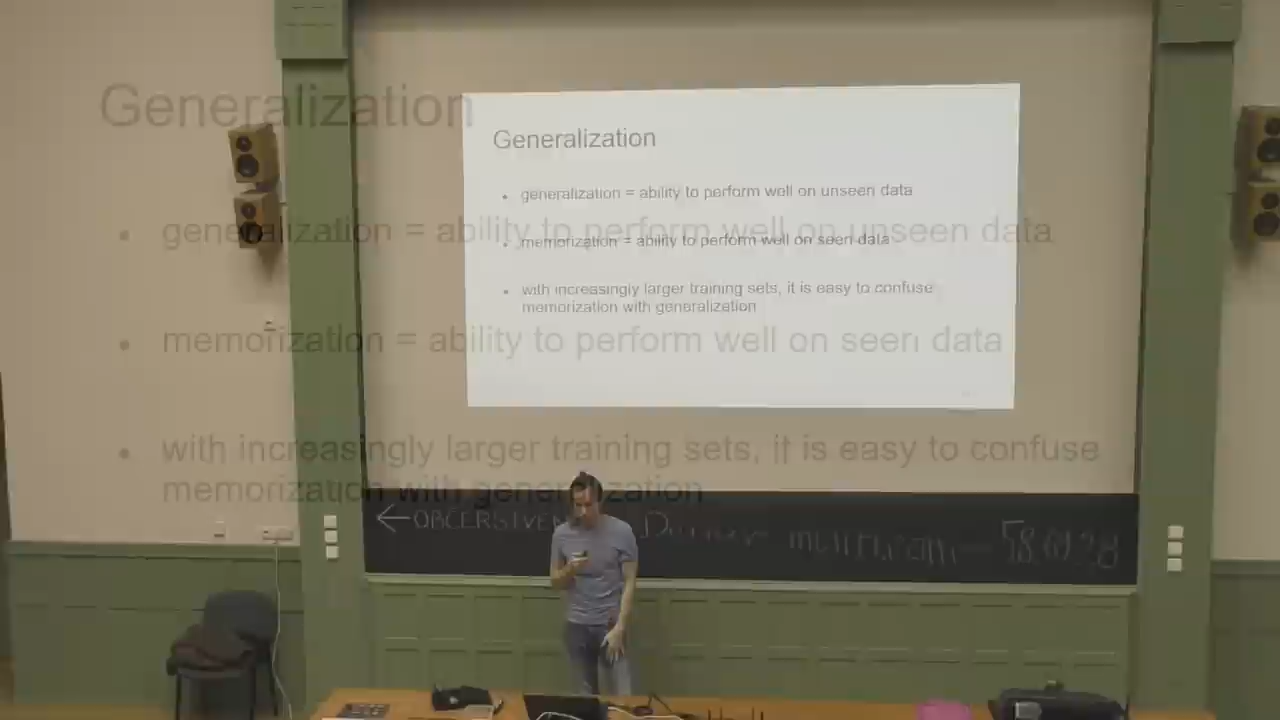 Generalization
generalization = ability to perform well on unseen data
memorization = ability to perform well on seen data
with increasingly larger training sets, it is easy to confuse
memorization with generalization
Generalization
generalization = ability to perform well on unseen data
memorization = ability to perform well on seen data
with increasingly larger training sets, it is easy to confuse
memorization with generalization